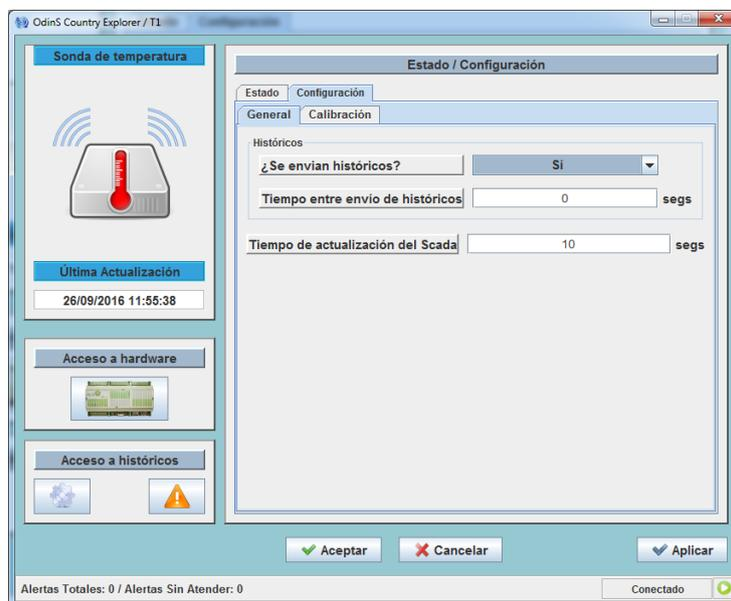 OdinS Country Explorer / T1
Configuración
Sonda de temperatura
Última Actualización
26/09/2016 11:55:38
Acceso a hardware
Acceso a históricos
Estado / Configuración
Estado
Configuración
General
Calibración
Históricos
¿Se envian históricos?
Si
Tiempo entre envio de históricos
0
segs
Tiempo de actualización del Scada
10
segs
Aceptar
Cancelar
Aplicar
Alertas Totales: 0 / Alertas Sin Atender: 0
Conectado